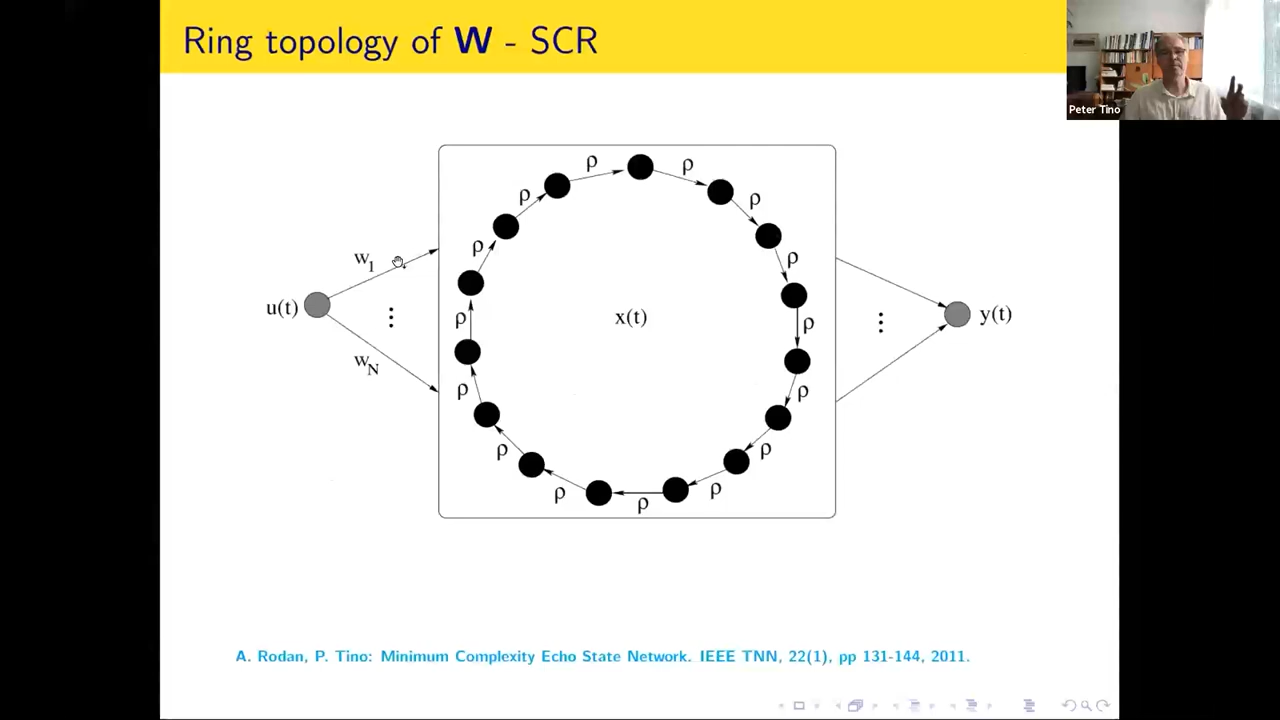 Ring topology of W - SCR
Peter Tino
ρ
ρ
ρ
ρ
ρ
ρ
w1
ρ
u(t)
x(t)
y(t)
ρ
ρ
wN
ρ
ρ
ρ
ρ
ρ
ρ
ρ
A. Rodan, P. Tino: Minimum Complexity Echo State Network. IEEE TNN, 22(1), pp 131-144, 2011.